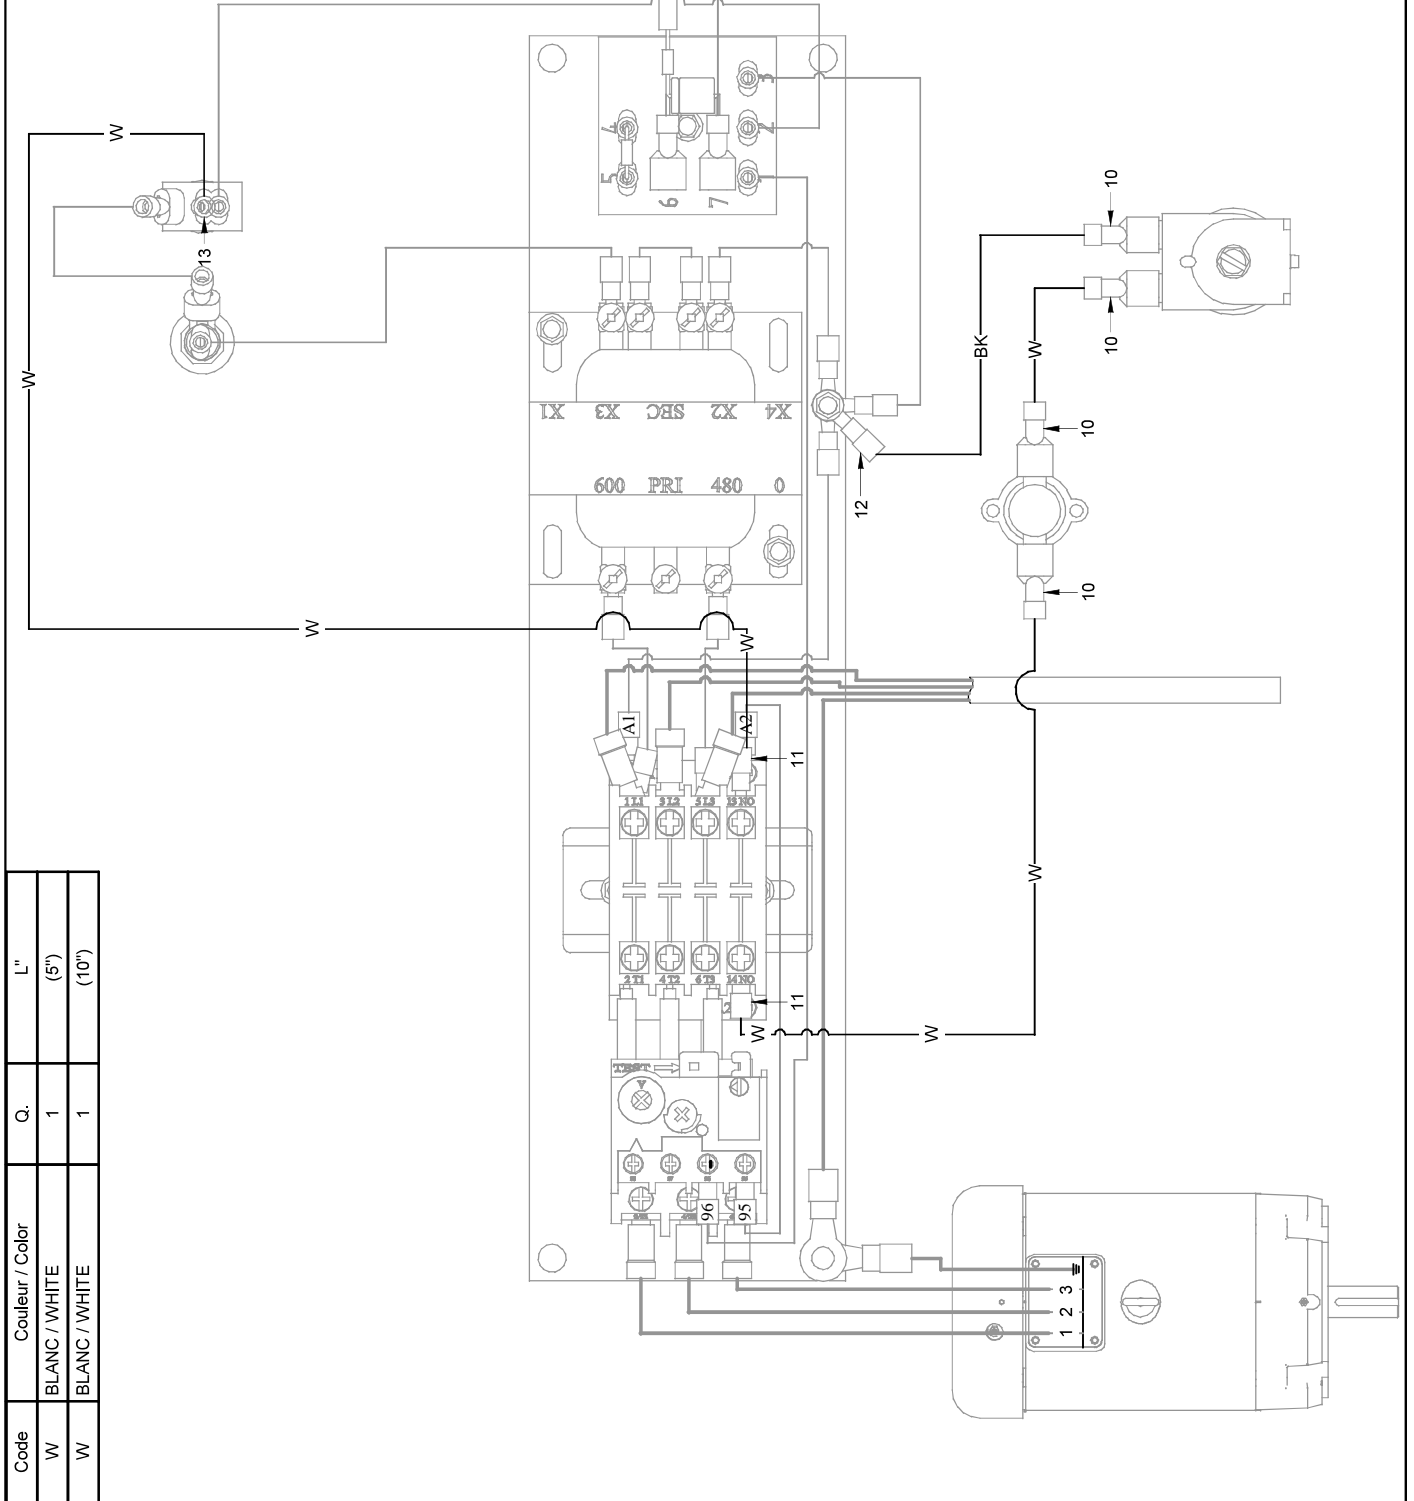 Code Couleur / Color Q. L"
W BLANC / WHITE 1 (5")
W BLANC / WHITE 1 (10")
W
W
W
W
W
W
W
W
BK
13
10
10
10
10
12
11
11
3
4
2
5
6
7
X1 X3 SEC X2 X4
600 PRI 480 0
A1
A2
1 L1 3 L2 5 L3 13 NO
2 T1 4 T2 6 T3 14 NO
TEST
96
95
1 2 3